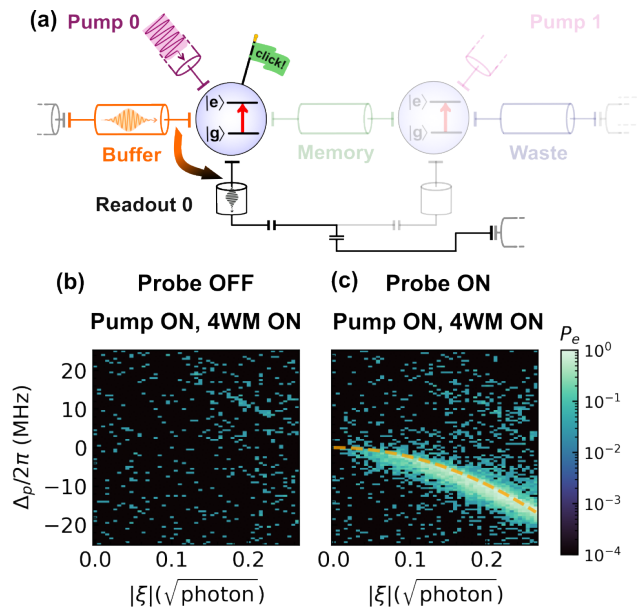 (a)
Pump 0
Pump 1
click!
|e⟩
|g⟩
|e⟩
|g⟩
Buffer
Memory
Waste
Readout 0
(b)
Probe OFF
Pump ON, 4WM ON
(c)
Probe ON
Pump ON, 4WM ON
P_e
Δ_p/2π (MHz)
20
10
0
−10
−20
0.0
0.1
0.2
|ξ|(√photon)
0.0
0.1
0.2
|ξ|(√photon)
10^0
10^−1
10^−2
10^−3
10^−4